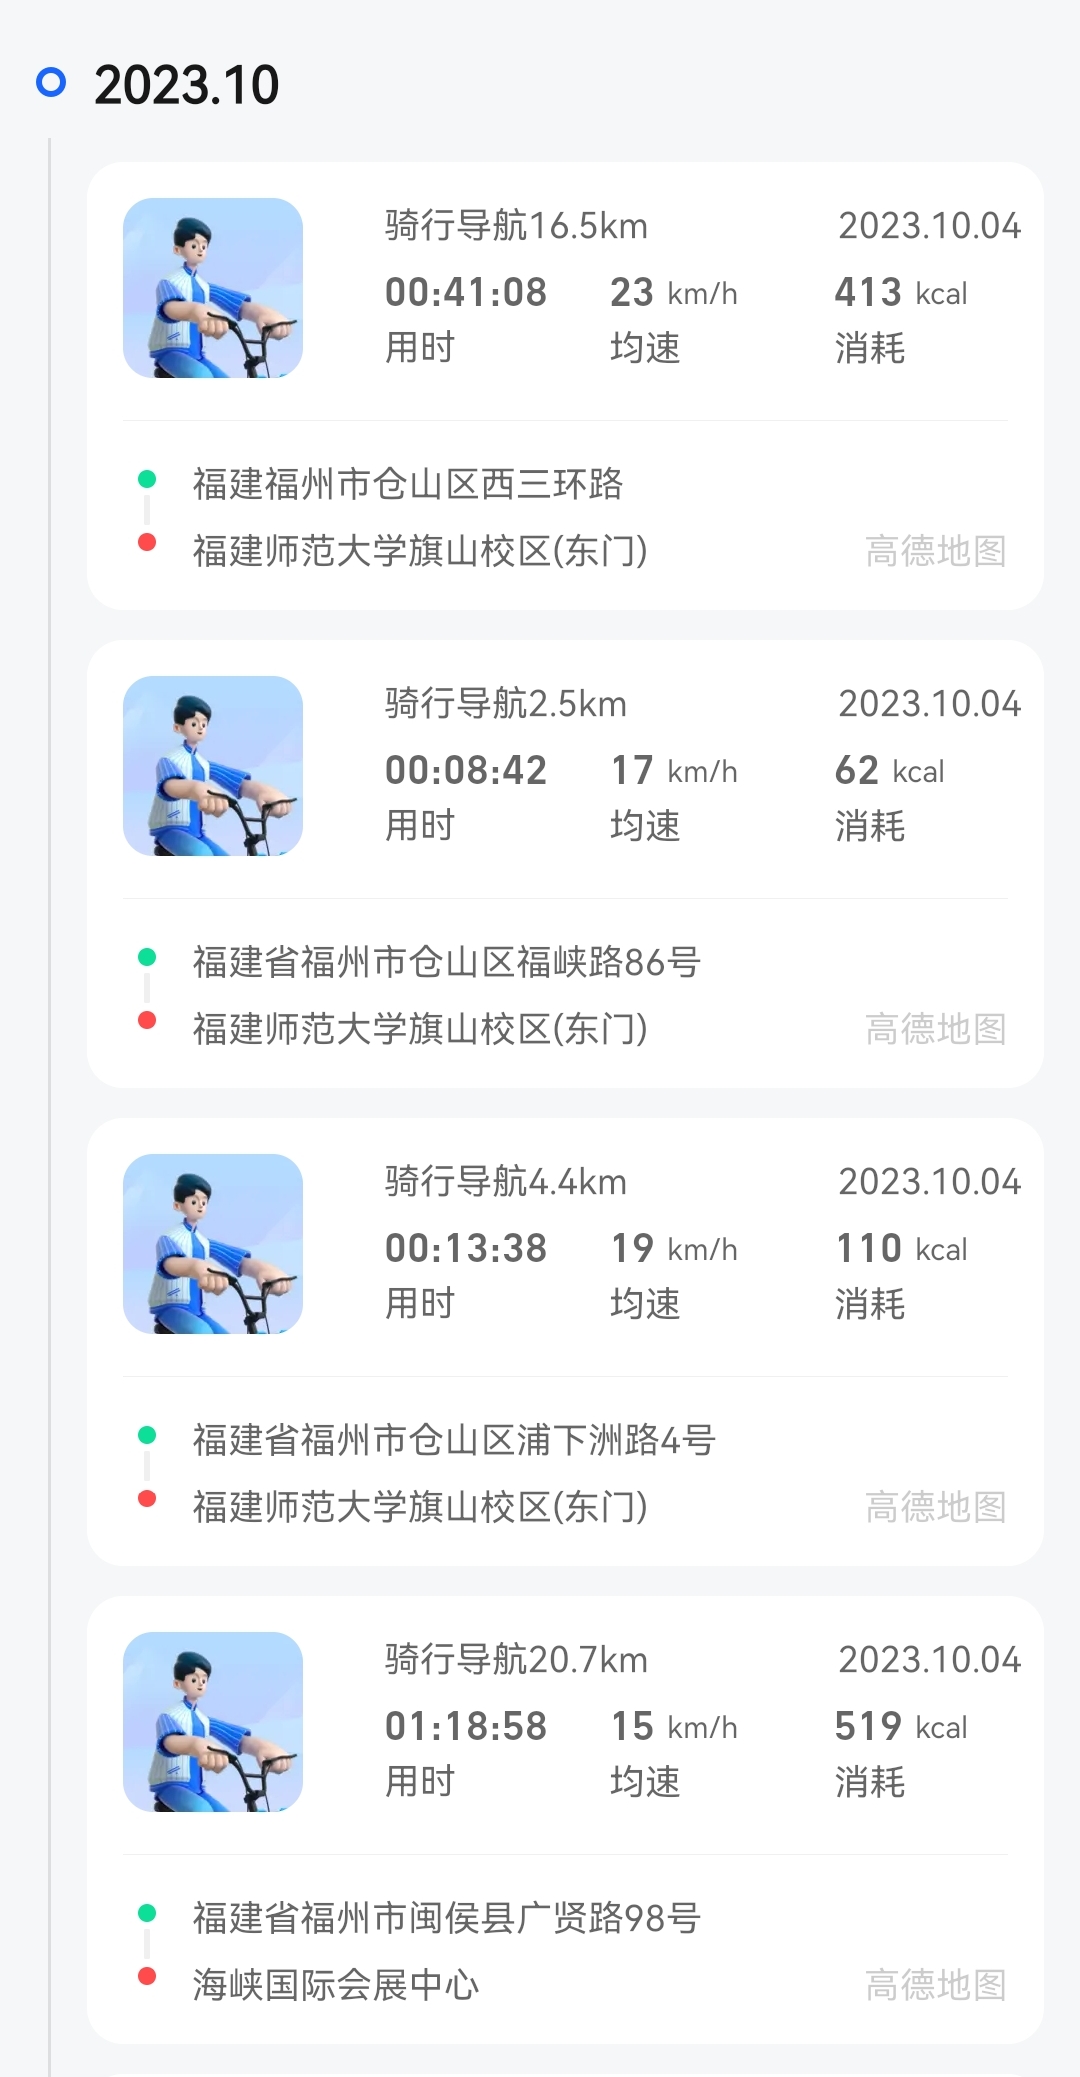 2023.10
骑行导航16.5km 2023.10.04
00:41:08 23 km/h 413 kcal
用时 均速 消耗
福建福州市仓山区西三环路
福建师范大学旗山校区(东门) 高德地图
骑行导航2.5km 2023.10.04
00:08:42 17 km/h 62 kcal
用时 均速 消耗
福建省福州市仓山区福峡路86号
福建师范大学旗山校区(东门) 高德地图
骑行导航4.4km 2023.10.04
00:13:38 19 km/h 110 kcal
用时 均速 消耗
福建省福州市仓山区浦下洲路4号
福建师范大学旗山校区(东门) 高德地图
骑行导航20.7km 2023.10.04
01:18:58 15 km/h 519 kcal
用时 均速 消耗
福建省福州市闽侯县广贤路98号
海峡国际会展中心 高德地图